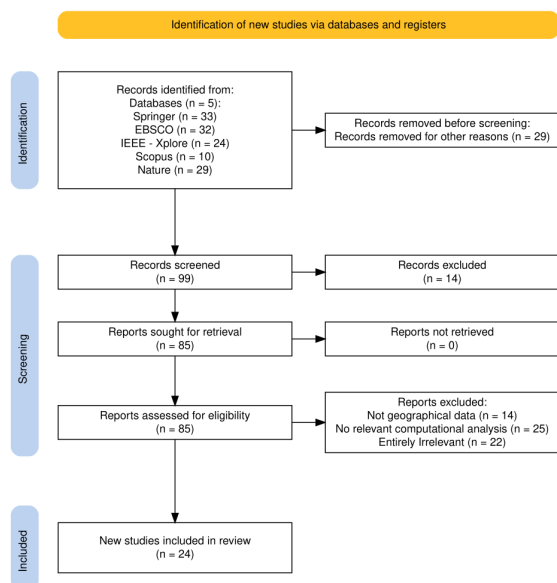 Identification of new studies via databases and registers
Identification
Records identified from:
Databases (n = 5):
Springer (n = 33)
EBSCO (n = 32)
IEEE - Xplore (n = 24)
Scopus (n = 10)
Nature (n = 29)
Records removed before screening:
Records removed for other reasons (n = 29)
Screening
Records screened
(n = 99)
Records excluded
(n = 14)
Reports sought for retrieval
(n = 85)
Reports not retrieved
(n = 0)
Reports assessed for eligibility
(n = 85)
Reports excluded:
Not geographical data (n = 14)
No relevant computational analysis (n = 25)
Entirely Irrelevant (n = 22)
Included
New studies included in review
(n = 24)